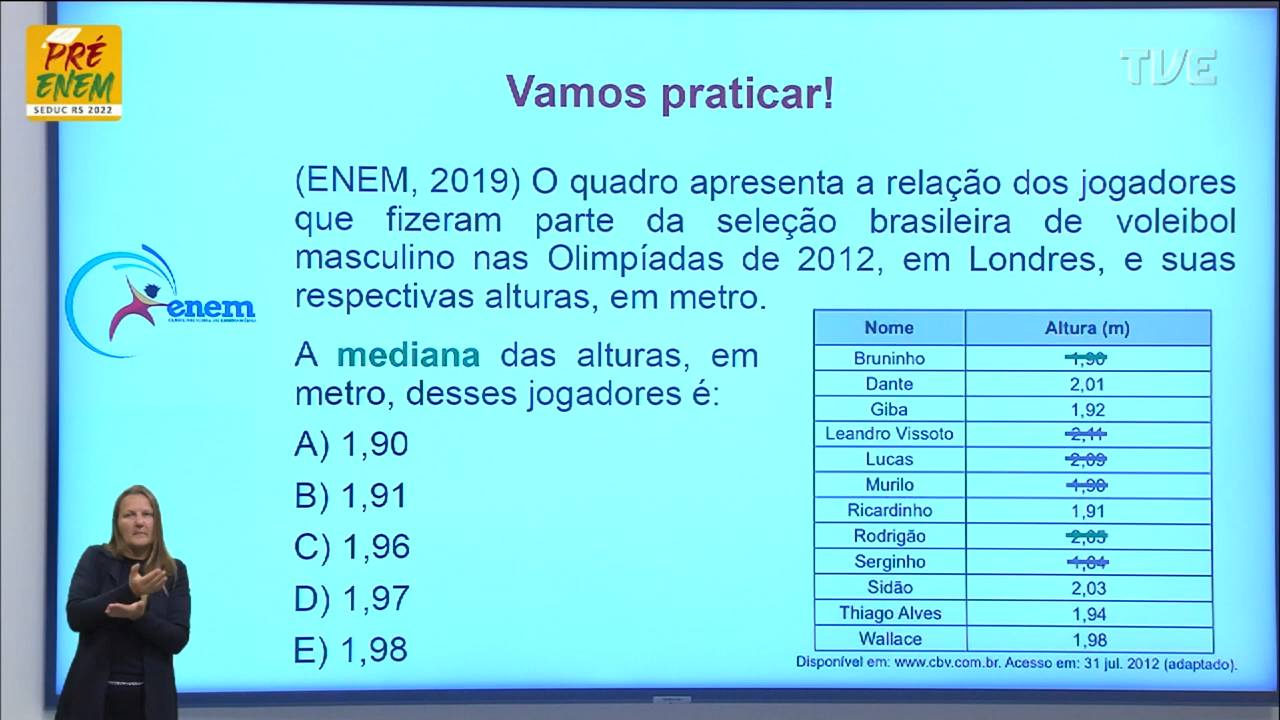 PRÉ
ENEM
SEDUC RS 2022
TVE
Vamos praticar!
(ENEM, 2019) O quadro apresenta a relação dos jogadores
que fizeram parte da seleção brasileira de voleibol
masculino nas Olimpíadas de 2012, em Londres, e suas
respectivas alturas, em metro.
enem
A mediana das alturas, em
metro, desses jogadores é:
A) 1,90
B) 1,91
C) 1,96
D) 1,97
E) 1,98
Nome Altura (m)
Bruninho 1,90
Dante 2,01
Giba 1,92
Leandro Vissoto 2,11
Lucas 2,09
Murilo 1,90
Ricardinho 1,91
Rodrigão 2,05
Serginho 1,84
Sidão 2,03
Thiago Alves 1,94
Wallace 1,98
Disponível em: www.cbv.com.br. Acesso em: 31 jul. 2012 (adaptado).